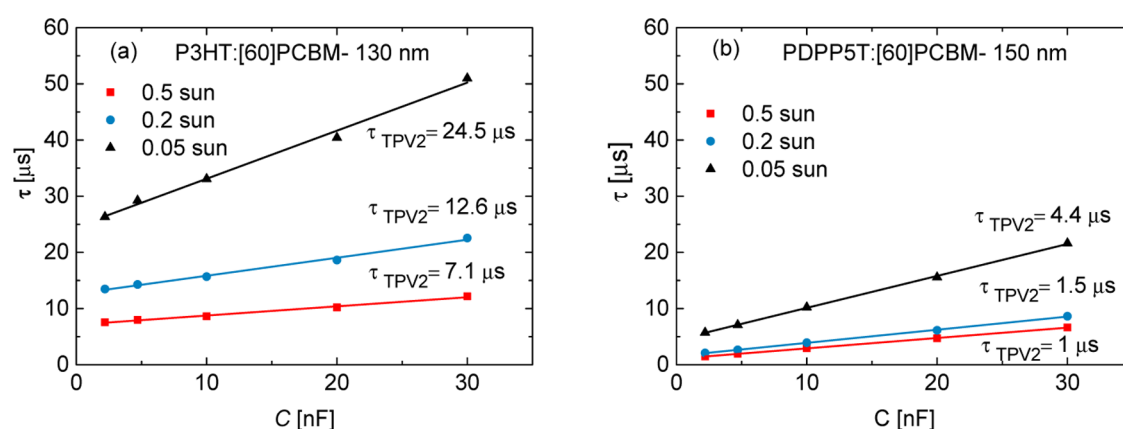 (a) P3HT:[60]PCBM- 130 nm
0.5 sun
0.2 sun
0.05 sun
τ TPV2= 24.5 μs
τ TPV2= 12.6 μs
τ TPV2= 7.1 μs
τ [μs]
60
50
40
30
20
10
0
0 10 20 30
C [nF]
(b) PDPP5T:[60]PCBM- 150 nm
0.5 sun
0.2 sun
0.05 sun
τ TPV2= 4.4 μs
τ TPV2= 1.5 μs
τ TPV2= 1 μs
τ [μs]
60
50
40
30
20
10
0
0 10 20 30
C [nF]